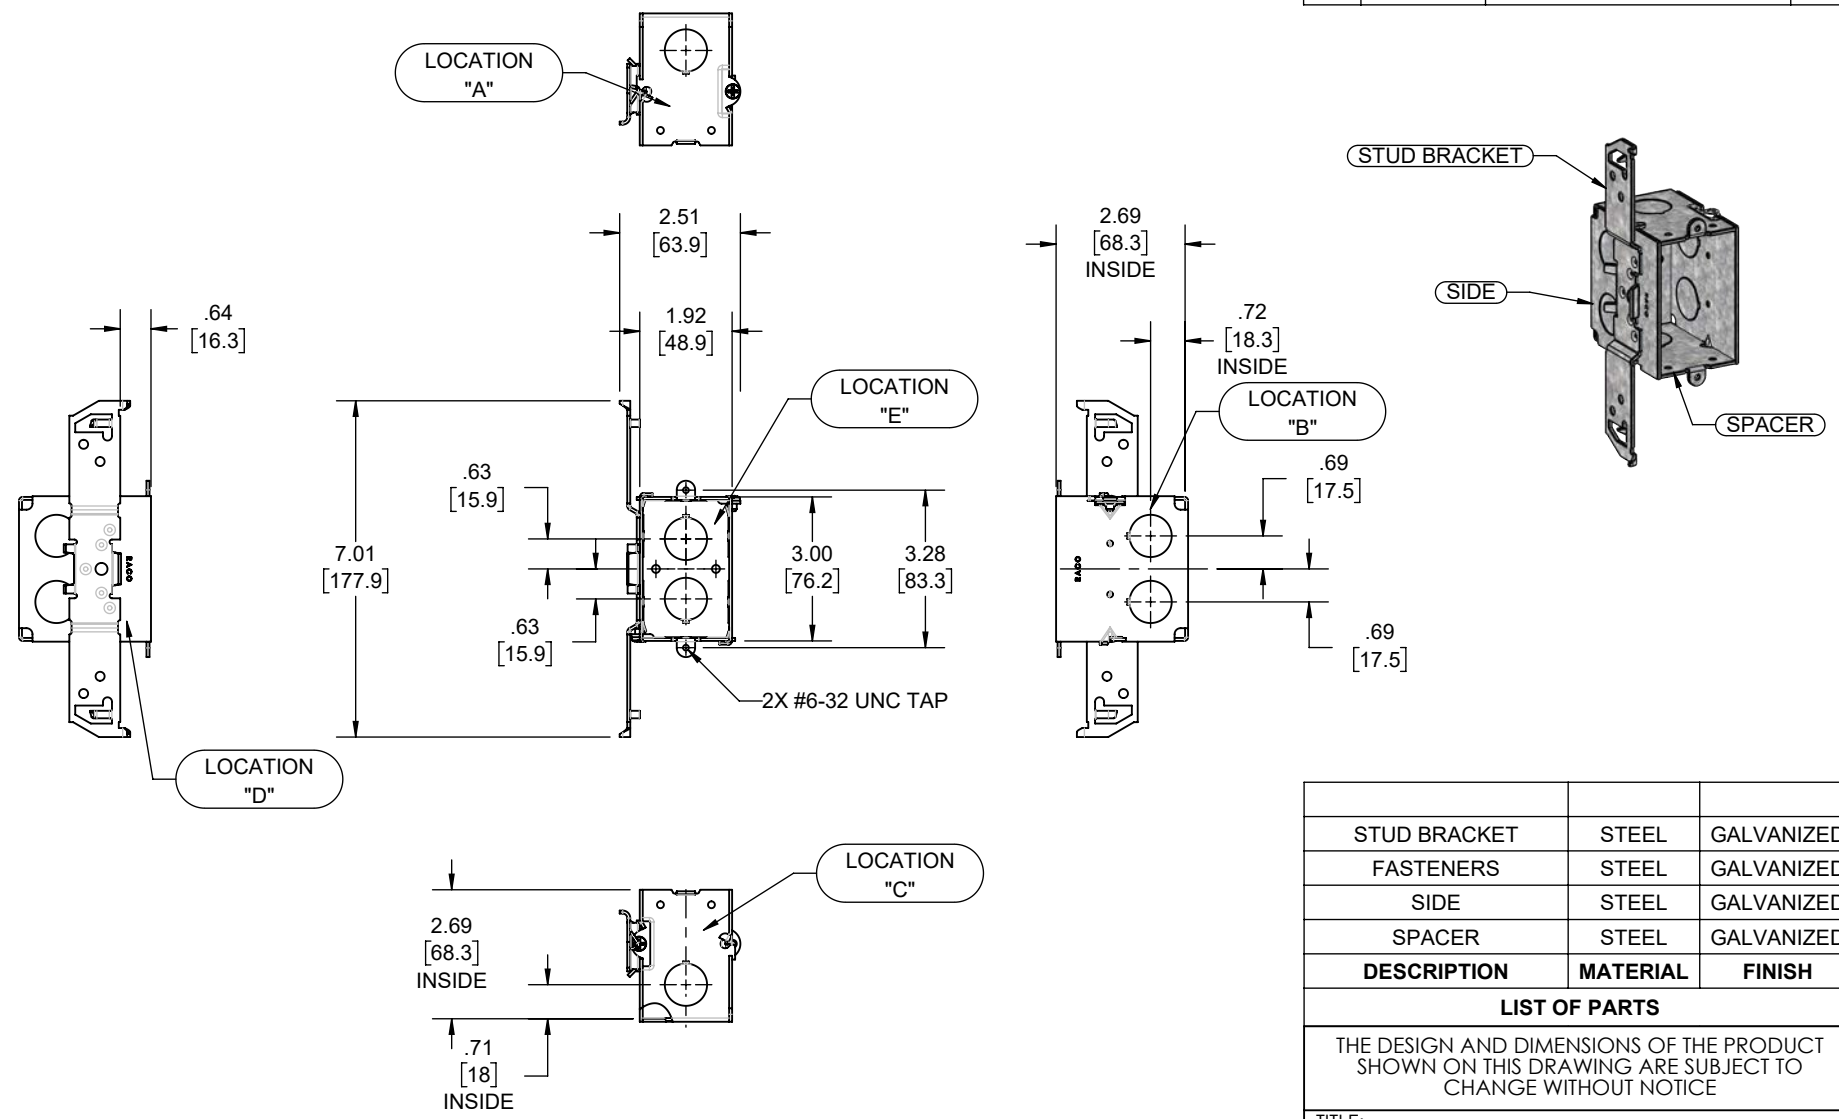 LOCATION
"A"
STUD BRACKET
SIDE
SPACER
2.51
[63.9]
1.92
[48.9]
2.69
[68.3]
INSIDE
.72
[18.3]
INSIDE
.64
[16.3]
LOCATION
"E"
LOCATION
"B"
.63
[15.9]
.69
[17.5]
7.01
[177.9]
3.00
[76.2]
3.28
[83.3]
RACO
RACO
.63
[15.9]
.69
[17.5]
2X #6-32 UNC TAP
LOCATION
"D"
LOCATION
"C"
2.69
[68.3]
INSIDE
.71
[18]
INSIDE
STUD BRACKET STEEL GALVANIZED
FASTENERS STEEL GALVANIZED
SIDE STEEL GALVANIZED
SPACER STEEL GALVANIZED
DESCRIPTION MATERIAL FINISH
LIST OF PARTS
THE DESIGN AND DIMENSIONS OF THE PRODUCT
SHOWN ON THIS DRAWING ARE SUBJECT TO
CHANGE WITHOUT NOTICE
TITLE: